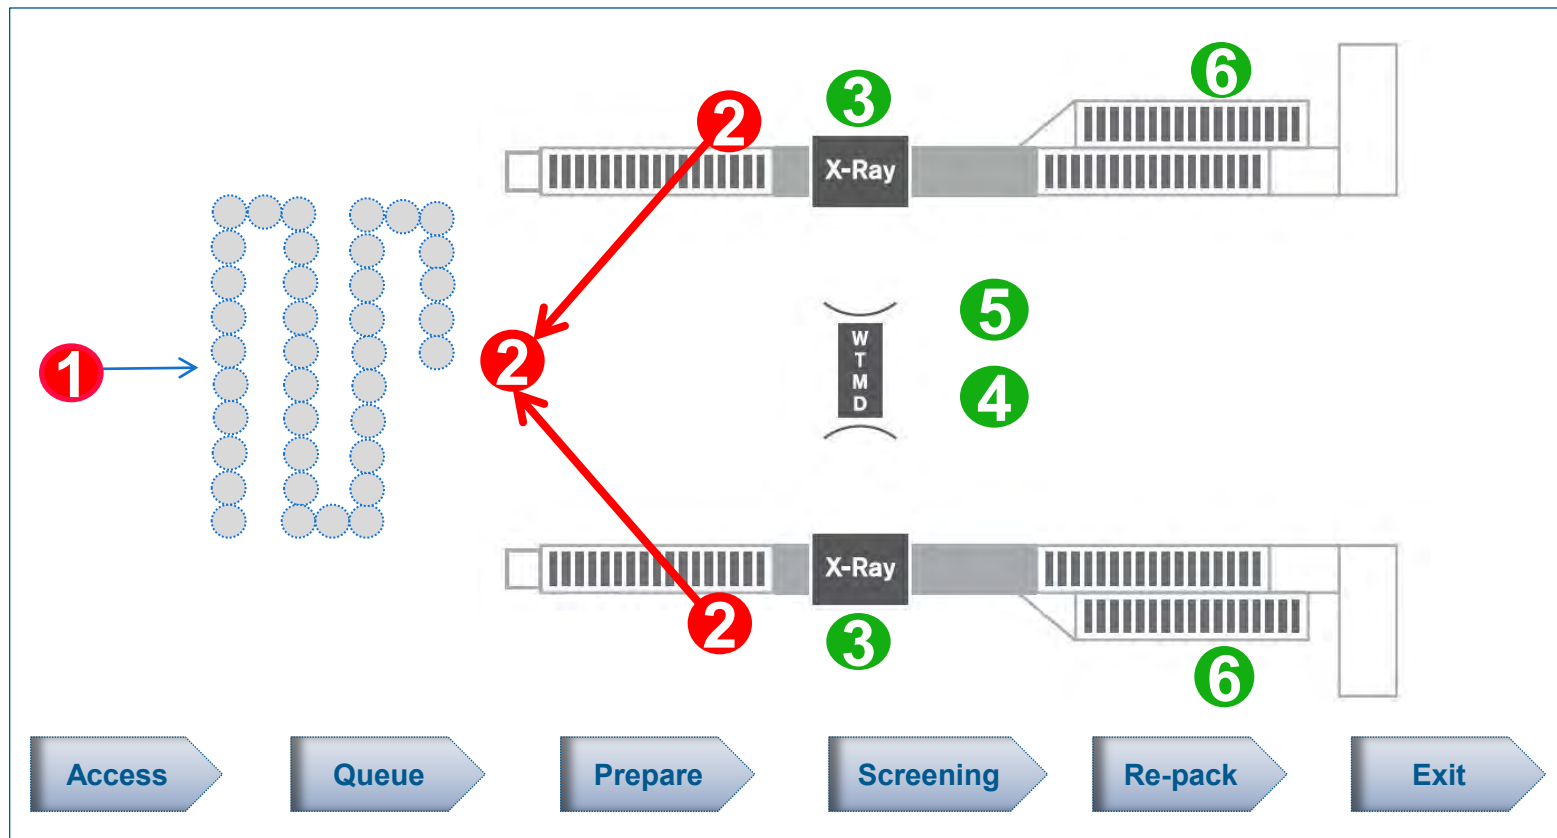 6
3
2
X-Ray
5
1
2
W
T
M
D
4
X-Ray
2
3
6
Access
Queue
Prepare
Screening
Re-pack
Exit